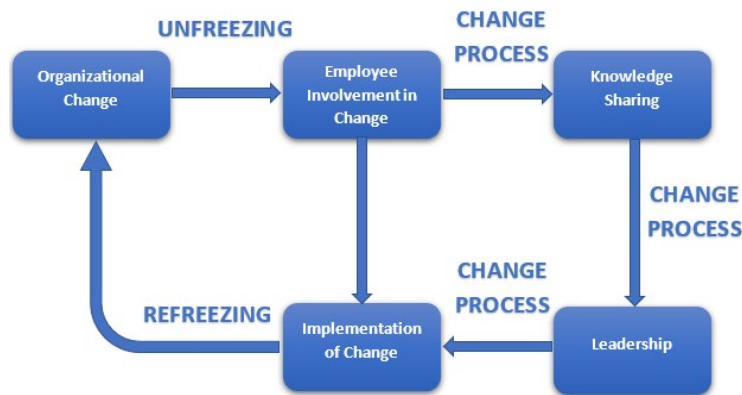 UNFREEZING
CHANGE
PROCESS
Organizational
Change
Employee
Involvement in
Change
Knowledge
Sharing
CHANGE
PROCESS
CHANGE
PROCESS
REFREEZING
Implementation
of Change
Leadership